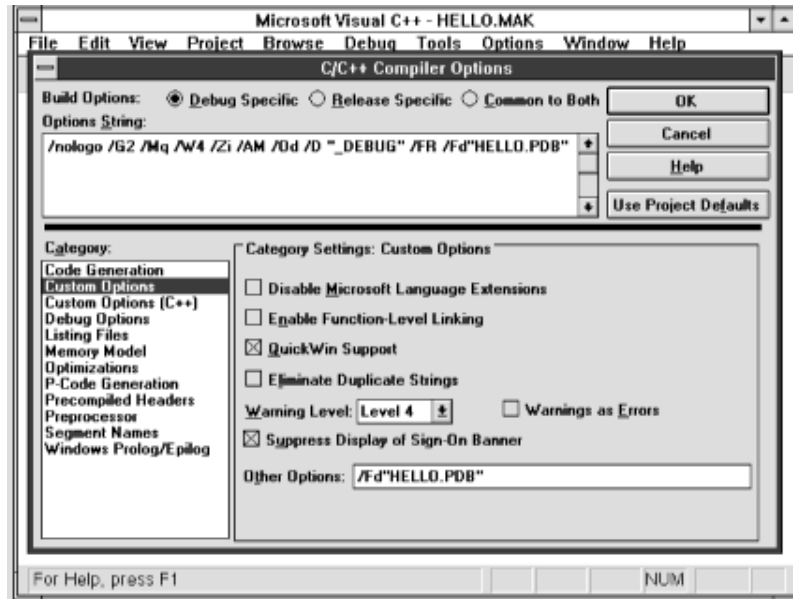 Microsoft Visual C++ - HELLO.MAK
File Edit View Project Browse Debug Tools Options Window Help
C/C++ Compiler Options
Build Options: Debug Specific Release Specific Common to Both
OK
Options String:
/nologo /G2 /Mq /W4 /Zi /AM /Od /D "_DEBUG" /FR /Fd"HELLO.PDB"
Cancel
Help
Use Project Defaults
Category:
Code Generation
Custom Options
Custom Options (C++)
Debug Options
Listing Files
Memory Model
Optimizations
P-Code Generation
Precompiled Headers
Preprocessor
Segment Names
Windows Prolog/Epilog
Category Settings: Custom Options
Disable Microsoft Language Extensions
Enable Function-Level Linking
QuickWin Support
Eliminate Duplicate Strings
Warning Level: Level 4 Warnings as Errors
Suppress Display of Sign-On Banner
Other Options: /Fd"HELLO.PDB"
For Help, press F1 NUM